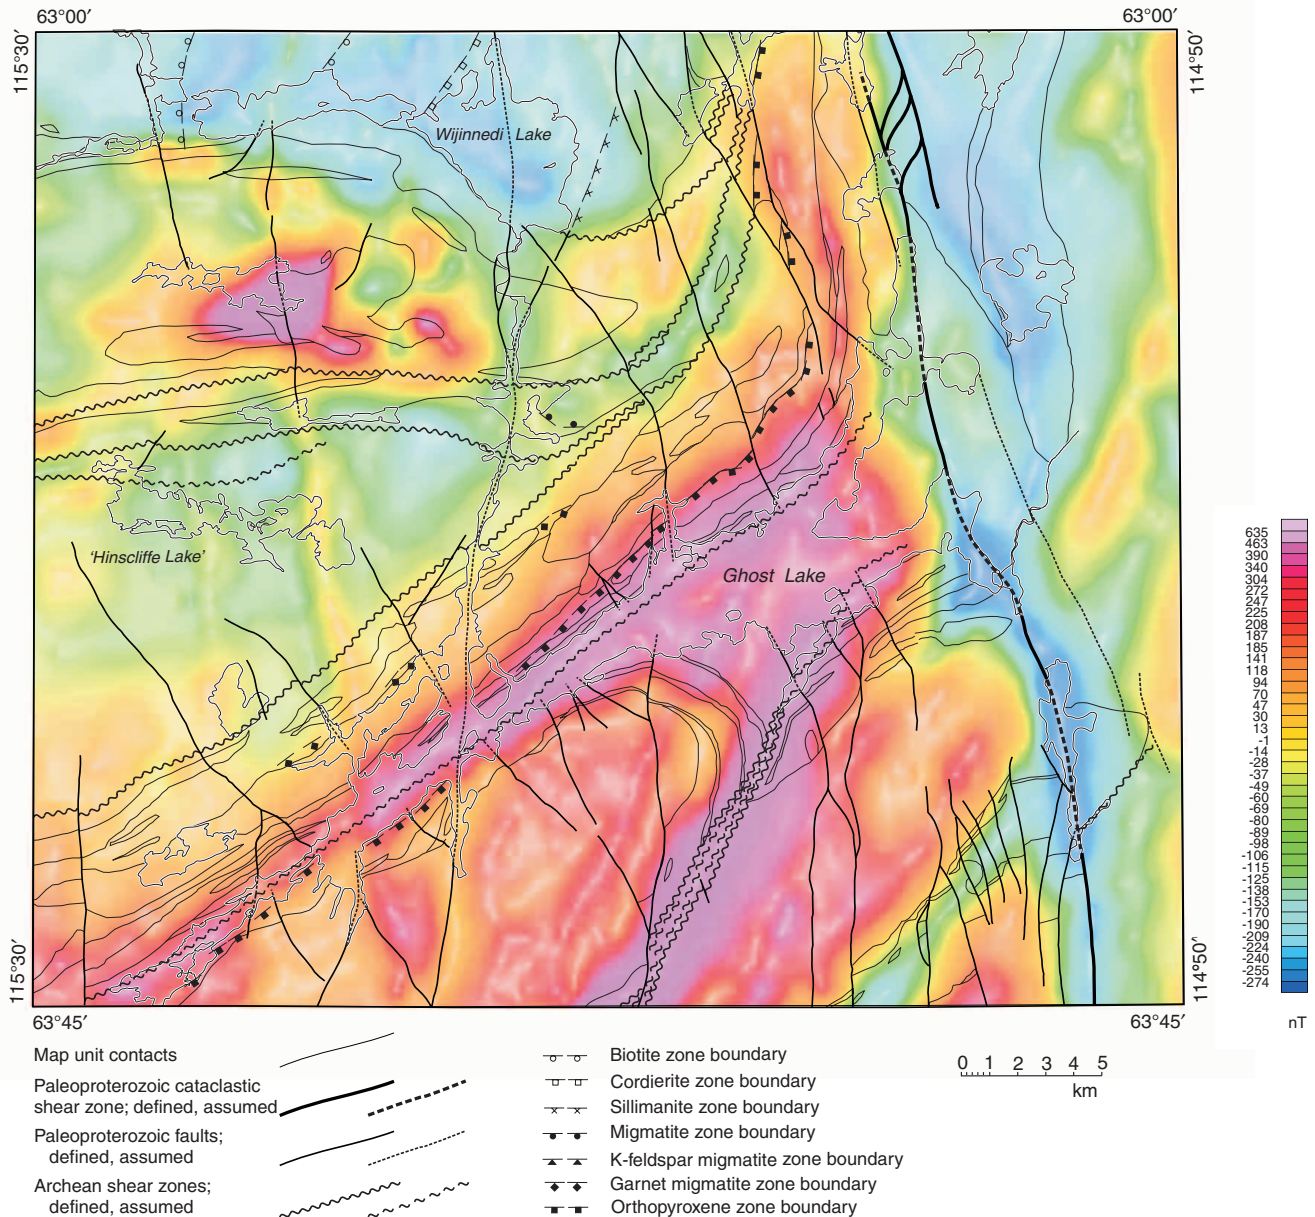 63°00′
63°00′
115°30′
114°50′
Wijinnedi Lake
'Hinscliffe Lake'
Ghost Lake
115°30′
114°50′
63°45′
63°45′
635
463
390
340
304
272
247
225
208
187
185
141
118
94
70
47
30
13
-1
-14
-28
-37
-49
-60
-69
-80
-89
-98
-106
-115
-125
-138
-153
-170
-190
-209
-224
-240
-255
-274
nT
Map unit contacts
Paleoproterozoic cataclastic
shear zone; defined, assumed
Paleoproterozoic faults;
defined, assumed
Archean shear zones;
defined, assumed
Biotite zone boundary
Cordierite zone boundary
Sillimanite zone boundary
Migmatite zone boundary
K-feldspar migmatite zone boundary
Garnet migmatite zone boundary
Orthopyroxene zone boundary
0 1 2 3 4 5
km